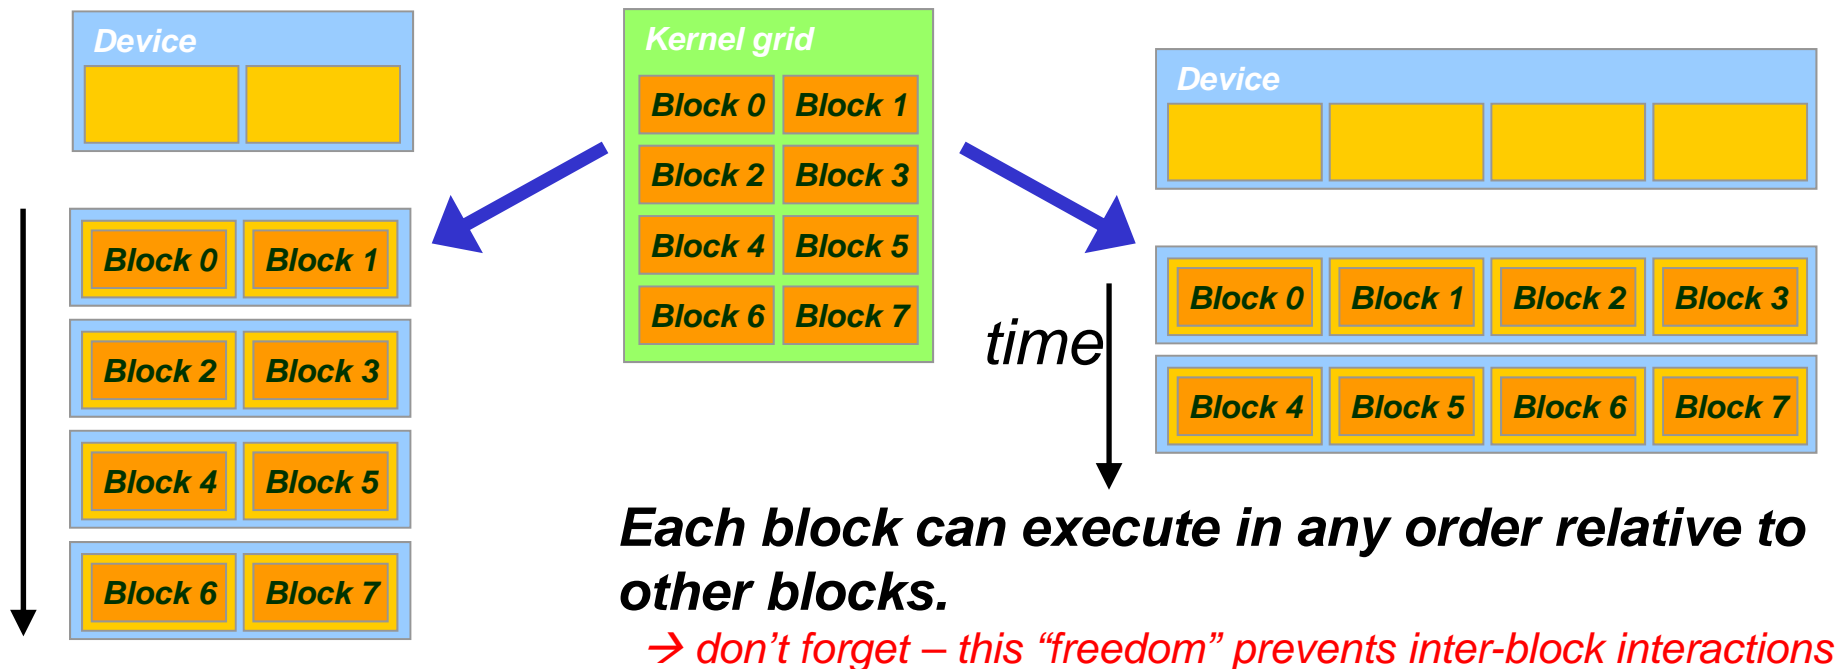 Device
Block 0 Block 1
Block 2 Block 3
Block 4 Block 5
Block 6 Block 7
Kernel grid
Block 0 Block 1
Block 2 Block 3
Block 4 Block 5
Block 6 Block 7
Device
time
Block 0 Block 1 Block 2 Block 3
Block 4 Block 5 Block 6 Block 7
Each block can execute in any order relative to
other blocks.
→ don’t forget – this “freedom” prevents inter-block interactions